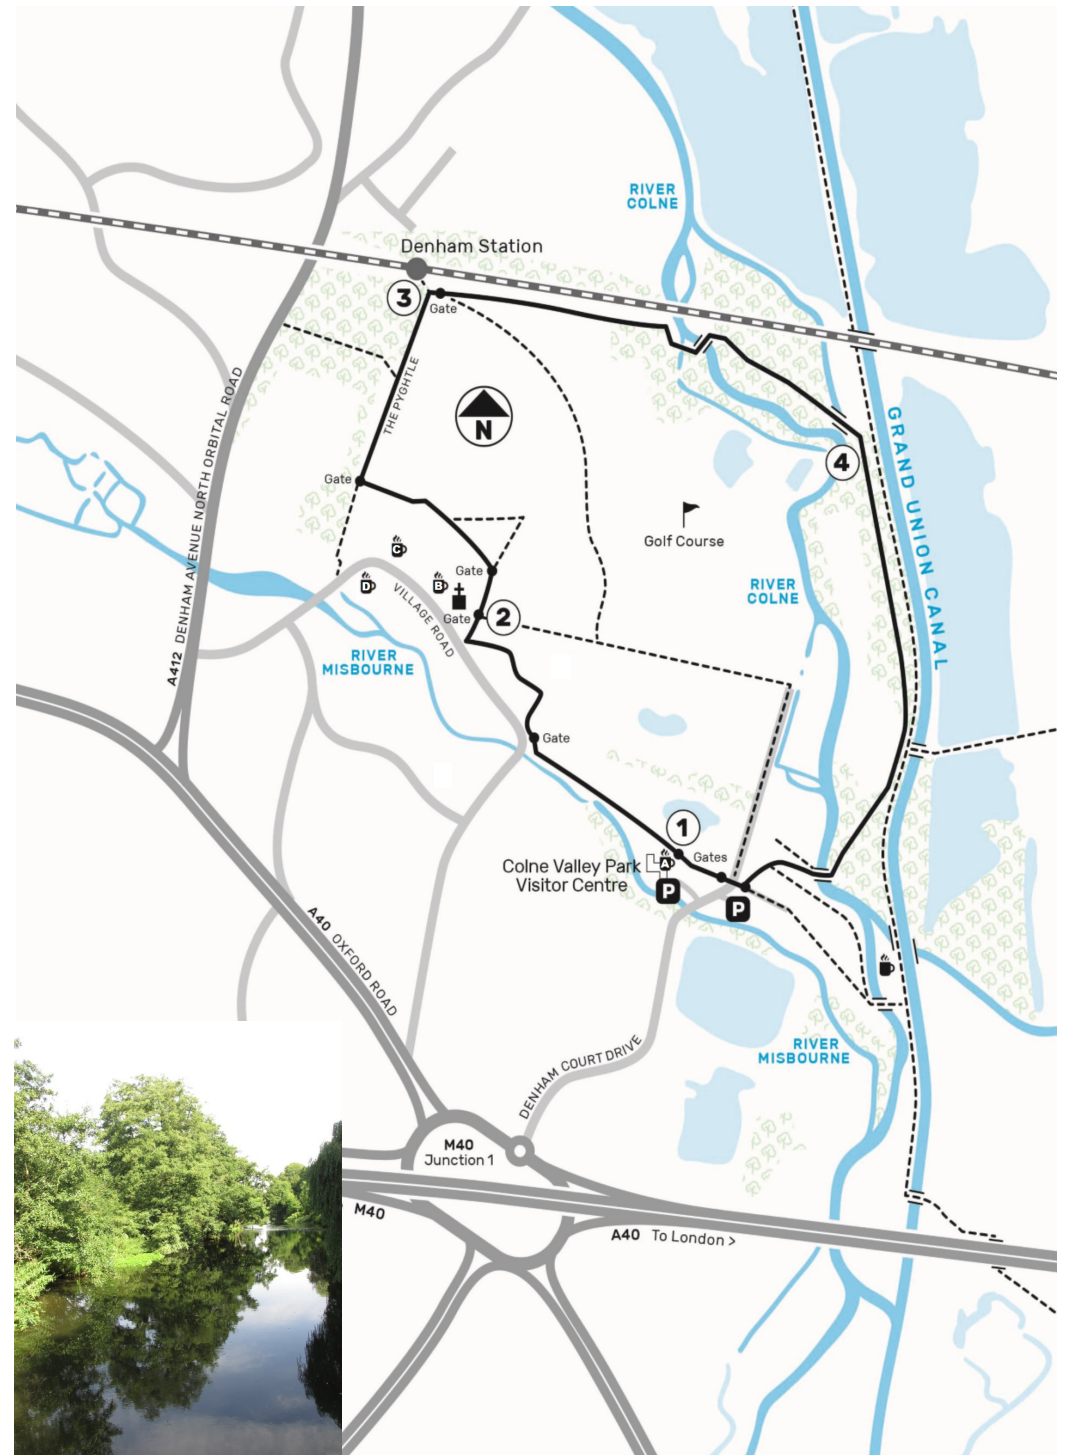 RIVER
COLNE
Denham Station
3
Gate
THE PYGHTLE
N
A412 DENHAM AVENUE NORTH ORBITAL ROAD
GRAND UNION CANAL
4
Gate
Golf Course
C
D
B
Gate
Gate
2
VILLAGE ROAD
RIVER
COLNE
RIVER
MISBOURNE
Gate
1
Gates
Colne Valley Park
Visitor Centre
A
P
P
A40 OXFORD ROAD
RIVER
MISBOURNE
DENHAM COURT DRIVE
M40
Junction 1
M40
A40 To London >